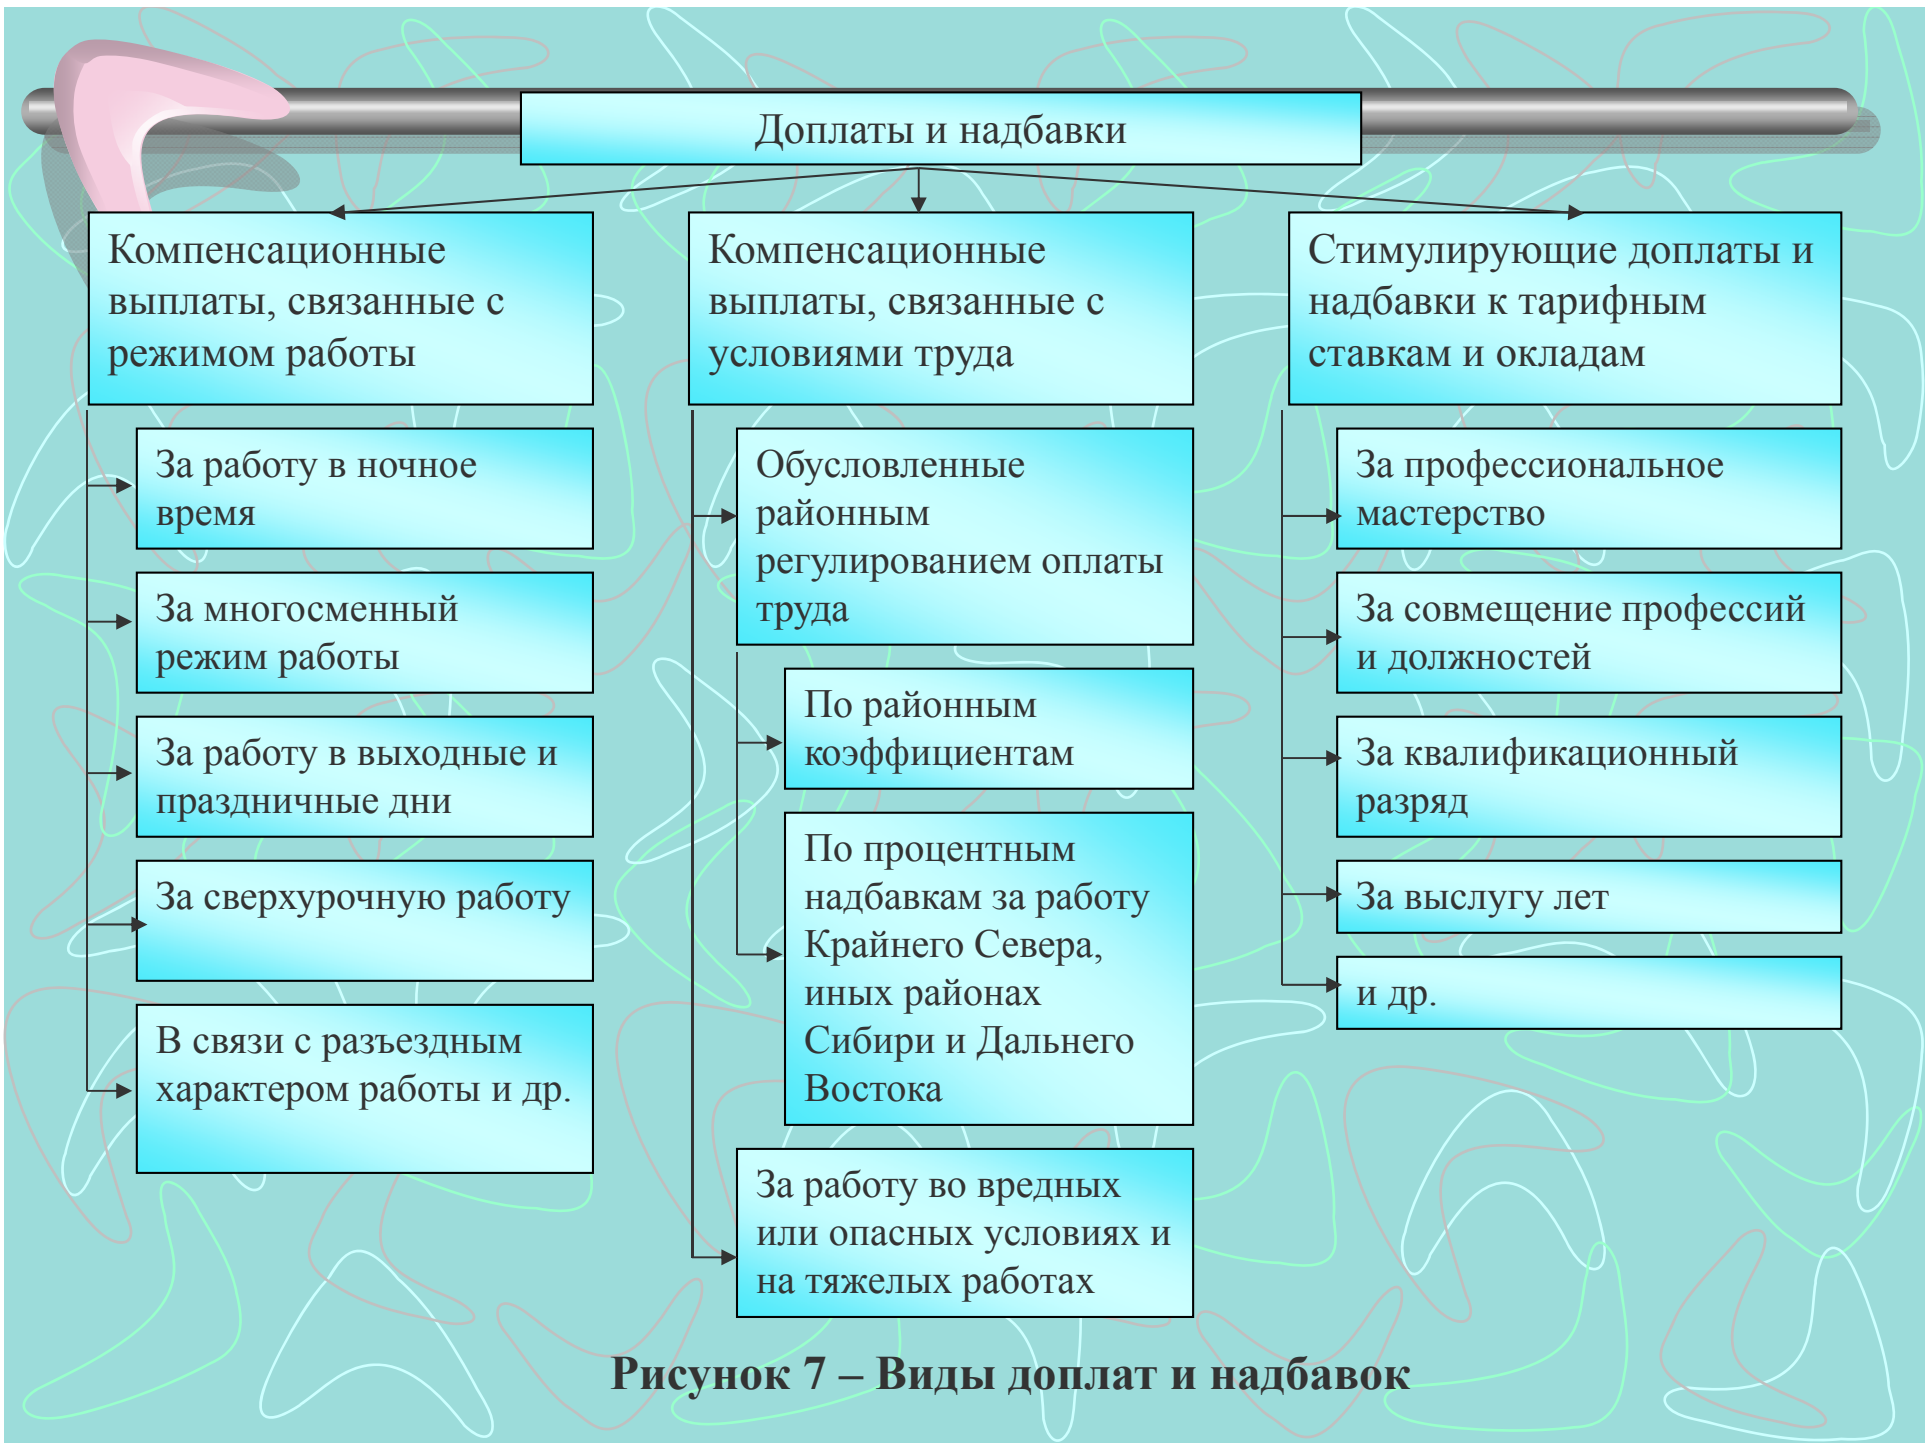 Доплаты и надбавки
Компенсационные
выплаты, связанные с
режимом работы
За работу в ночное
время
За многосменный
режим работы
За работу в выходные и
праздничные дни
За сверхурочную работу
В связи с разъездным
характером работы и др.
Компенсационные
выплаты, связанные с
условиями труда
Обусловленные
районным
регулированием оплаты
труда
По районным
коэффициентам
По процентным
надбавкам за работу
Крайнего Севера,
иных районах
Сибири и Дальнего
Востока
За работу во вредных
или опасных условиях и
на тяжелых работах
Стимулирующие доплаты и
надбавки к тарифным
ставкам и окладам
За профессиональное
мастерство
За совмещение профессий
и должностей
За квалификационный
разряд
За выслугу лет
и др.
Рисунок 7 – Виды доплат и надбавок